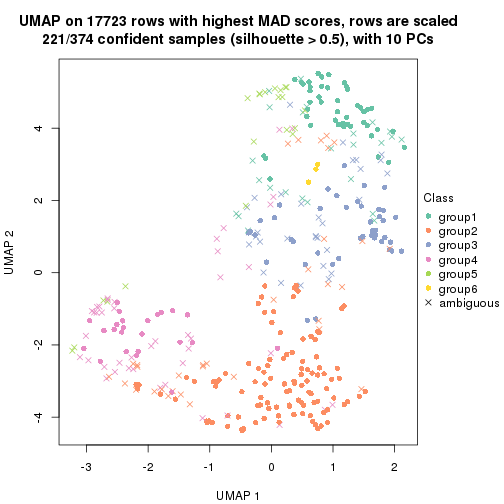 UMAP on 17723 rows with highest MAD scores, rows are scaled
221/374 confident samples (silhouette > 0.5), with 10 PCs
4
2
0
-2
-4
UMAP 2
-3
-2
-1
0
1
2
UMAP 1
Class
group1
group2
group3
group4
group5
group6
ambiguous